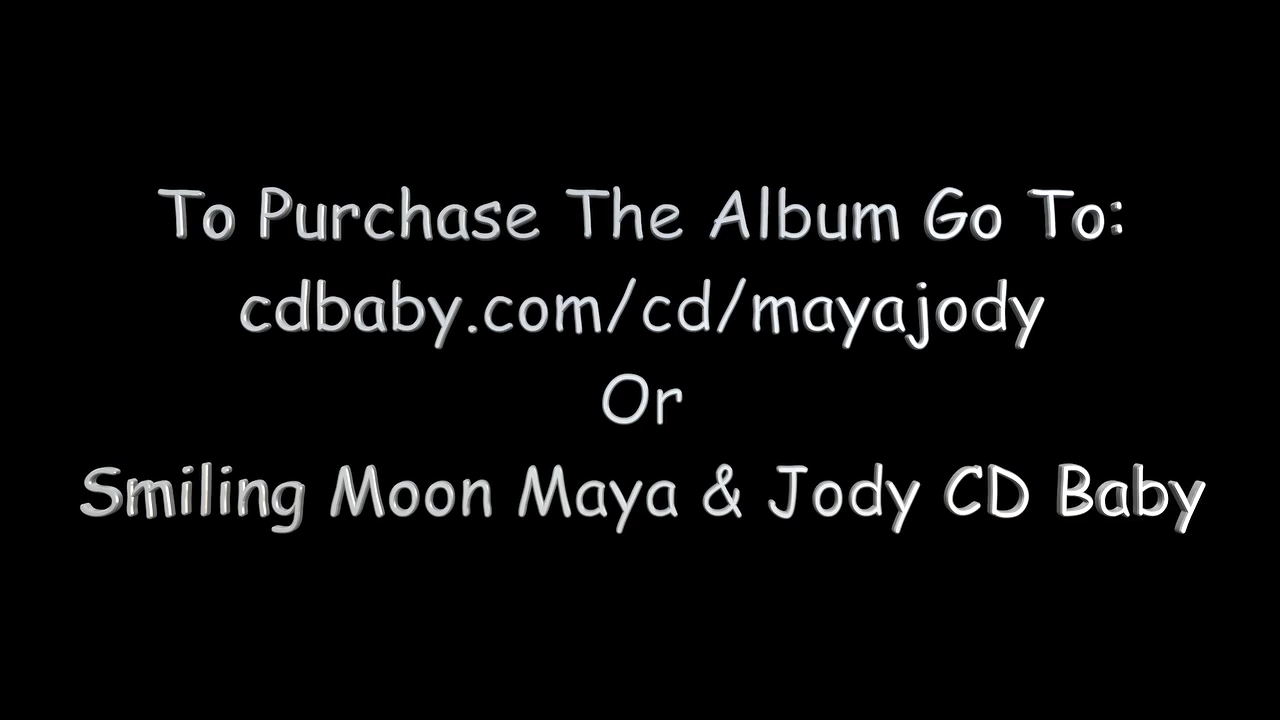 To Purchase The Album Go To:
cdbaby.com/cd/mayajody
Or
Smiling Moon Maya & Jody CD Baby